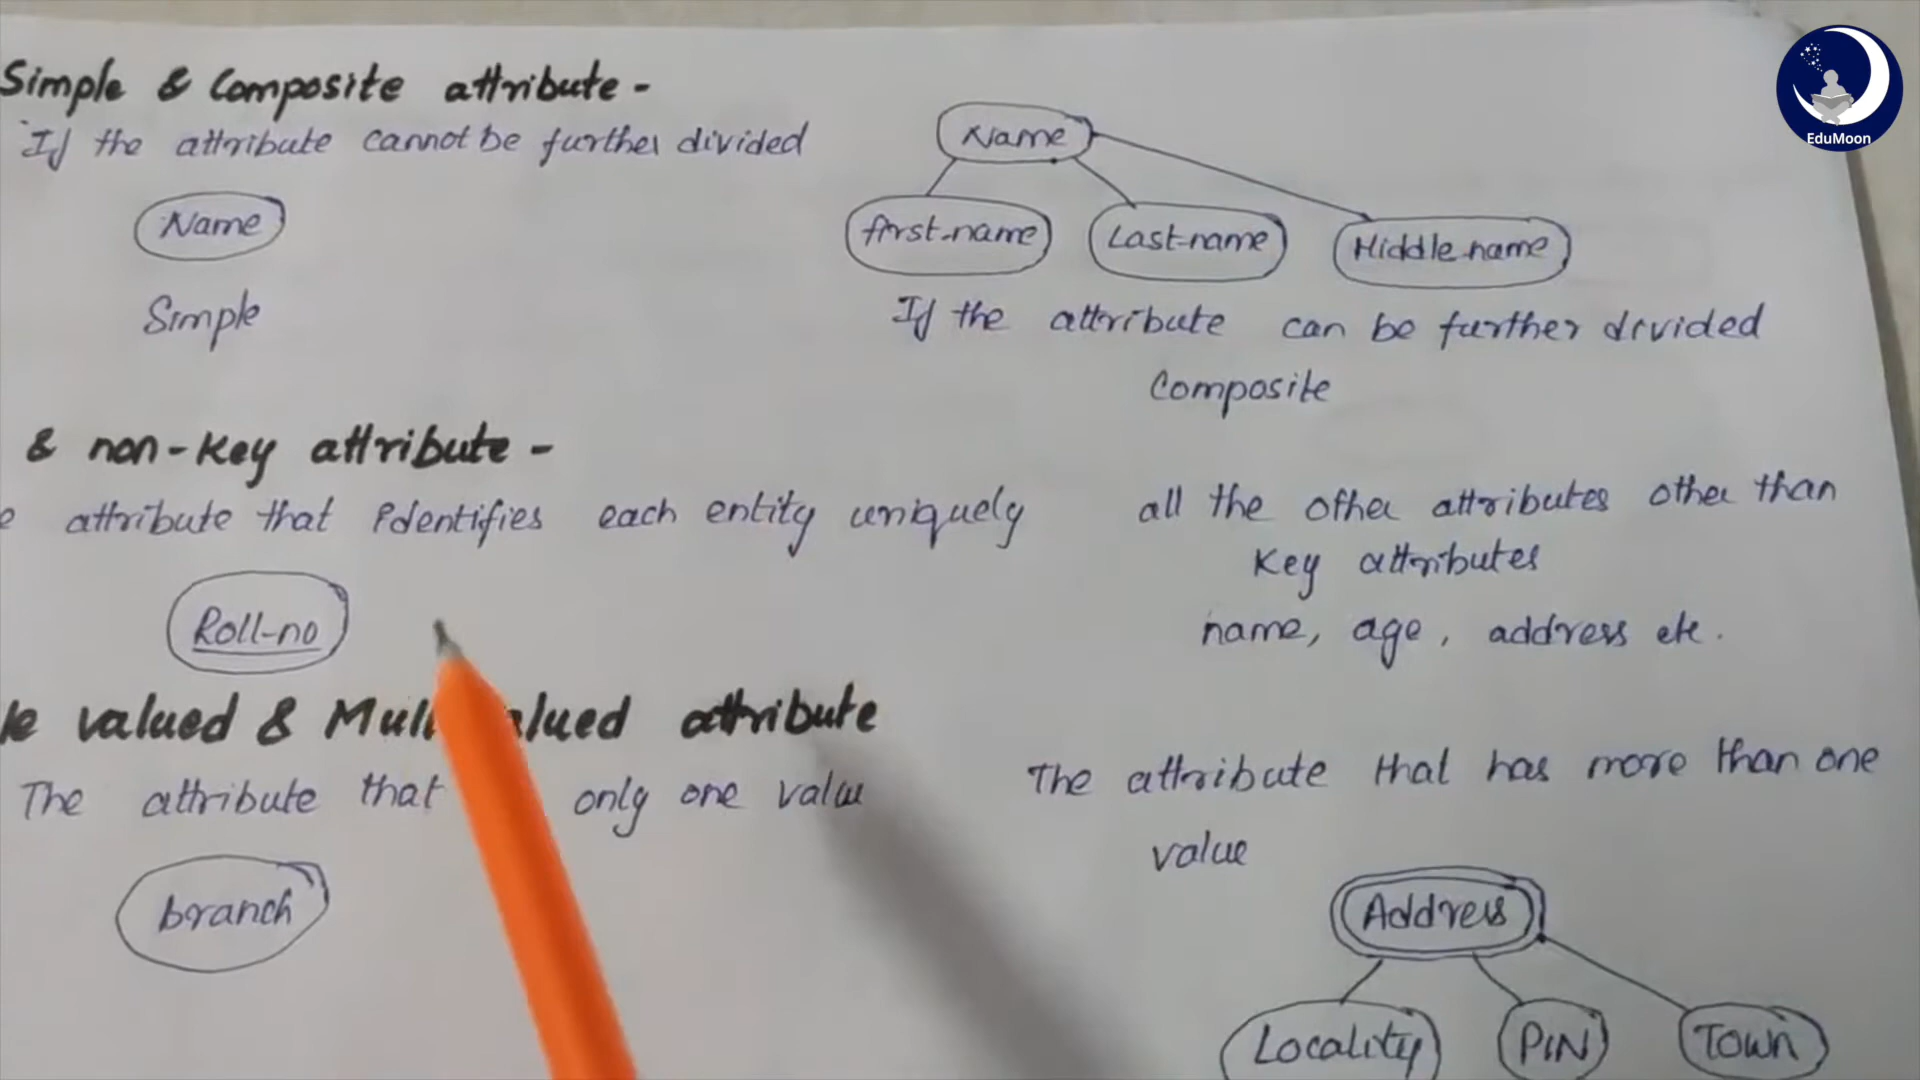 Simple & Composite attribute -
If the attribute cannot be further divided
Name
Simple
Name
first-name Last-name Middle-name
If the attribute can be further divided
Composite
& non-key attribute -
attribute that identifies each entity uniquely
Roll-no
all the other attributes other than
key attributes
name, age, address etc.
valued & attribute
The attribute that only one value
branch
The attribute that has more than one
value
Address
Locality PIN Town
EduMoon